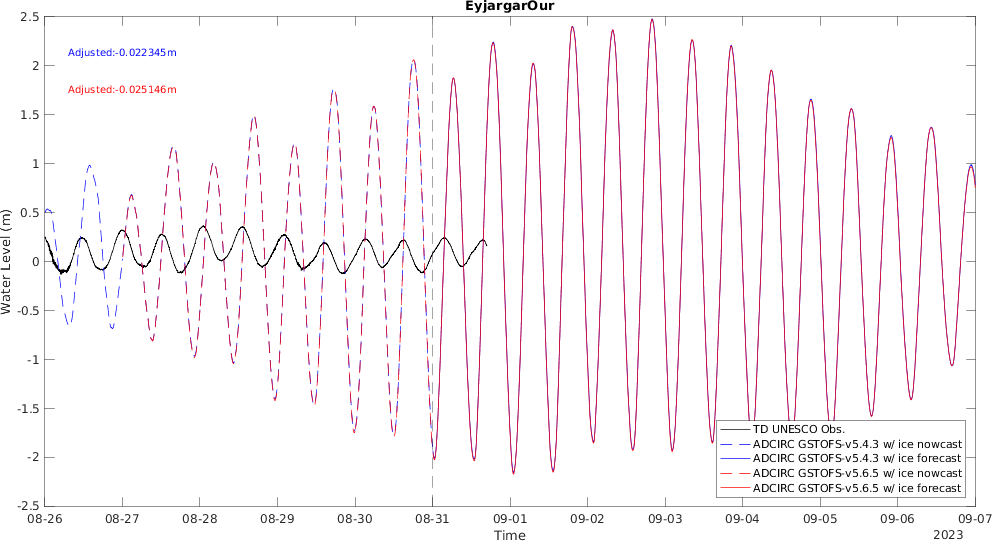 EyjargarOur
Adjusted:-0.022345m
Adjusted:-0.025146m
Water Level (m)
2.5
2
1.5
1
0.5
0
-0.5
-1
-1.5
-2
-2.5
TD UNESCO Obs.
ADCIRC GSTOFS-v5.4.3 w/ ice nowcast
ADCIRC GSTOFS-v5.4.3 w/ ice forecast
ADCIRC GSTOFS-v5.6.5 w/ ice nowcast
ADCIRC GSTOFS-v5.6.5 w/ ice forecast
08-26 08-27 08-28 08-29 08-30 08-31 09-01 09-02 09-03 09-04 09-05 09-06 09-07
Time
2023